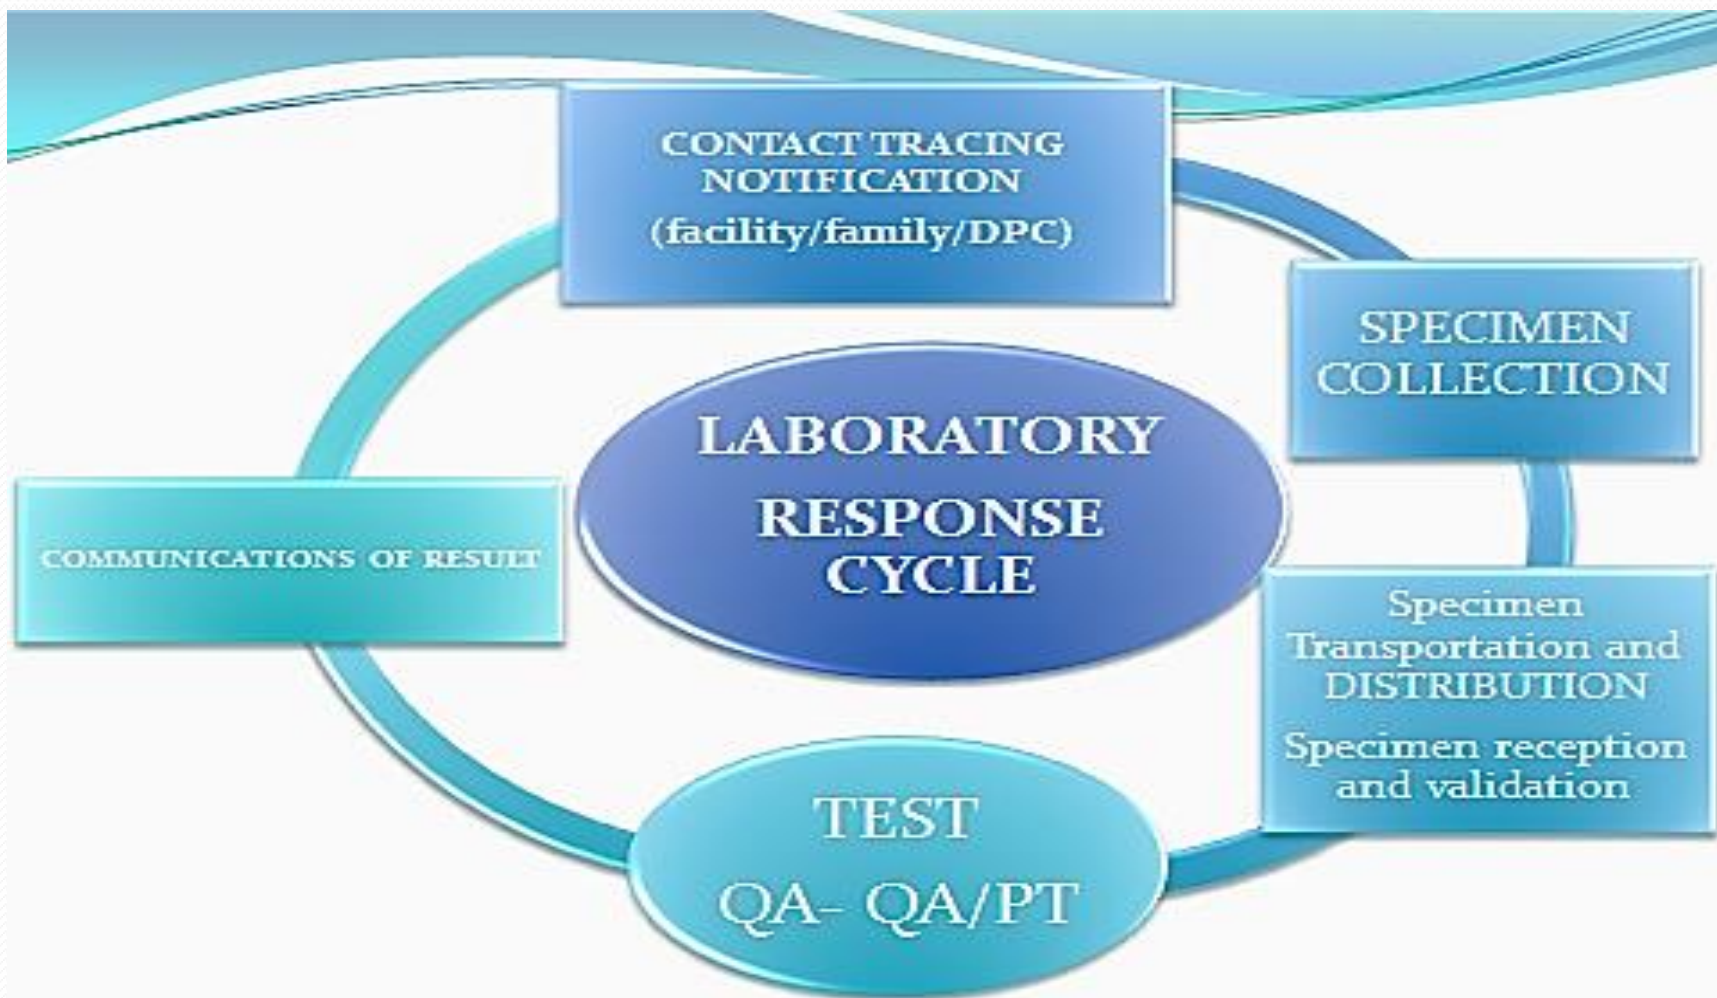 CONTACT TRACING
NOTIFICATION
(facility/family/DPC)
SPECIMEN
COLLECTION
Specimen
Transportation and
DISTRIBUTION
Specimen reception
and validation
TEST
QA- QA/PT
COMMUNICATIONS OF RESULT
LABORATORY
RESPONSE
CYCLE